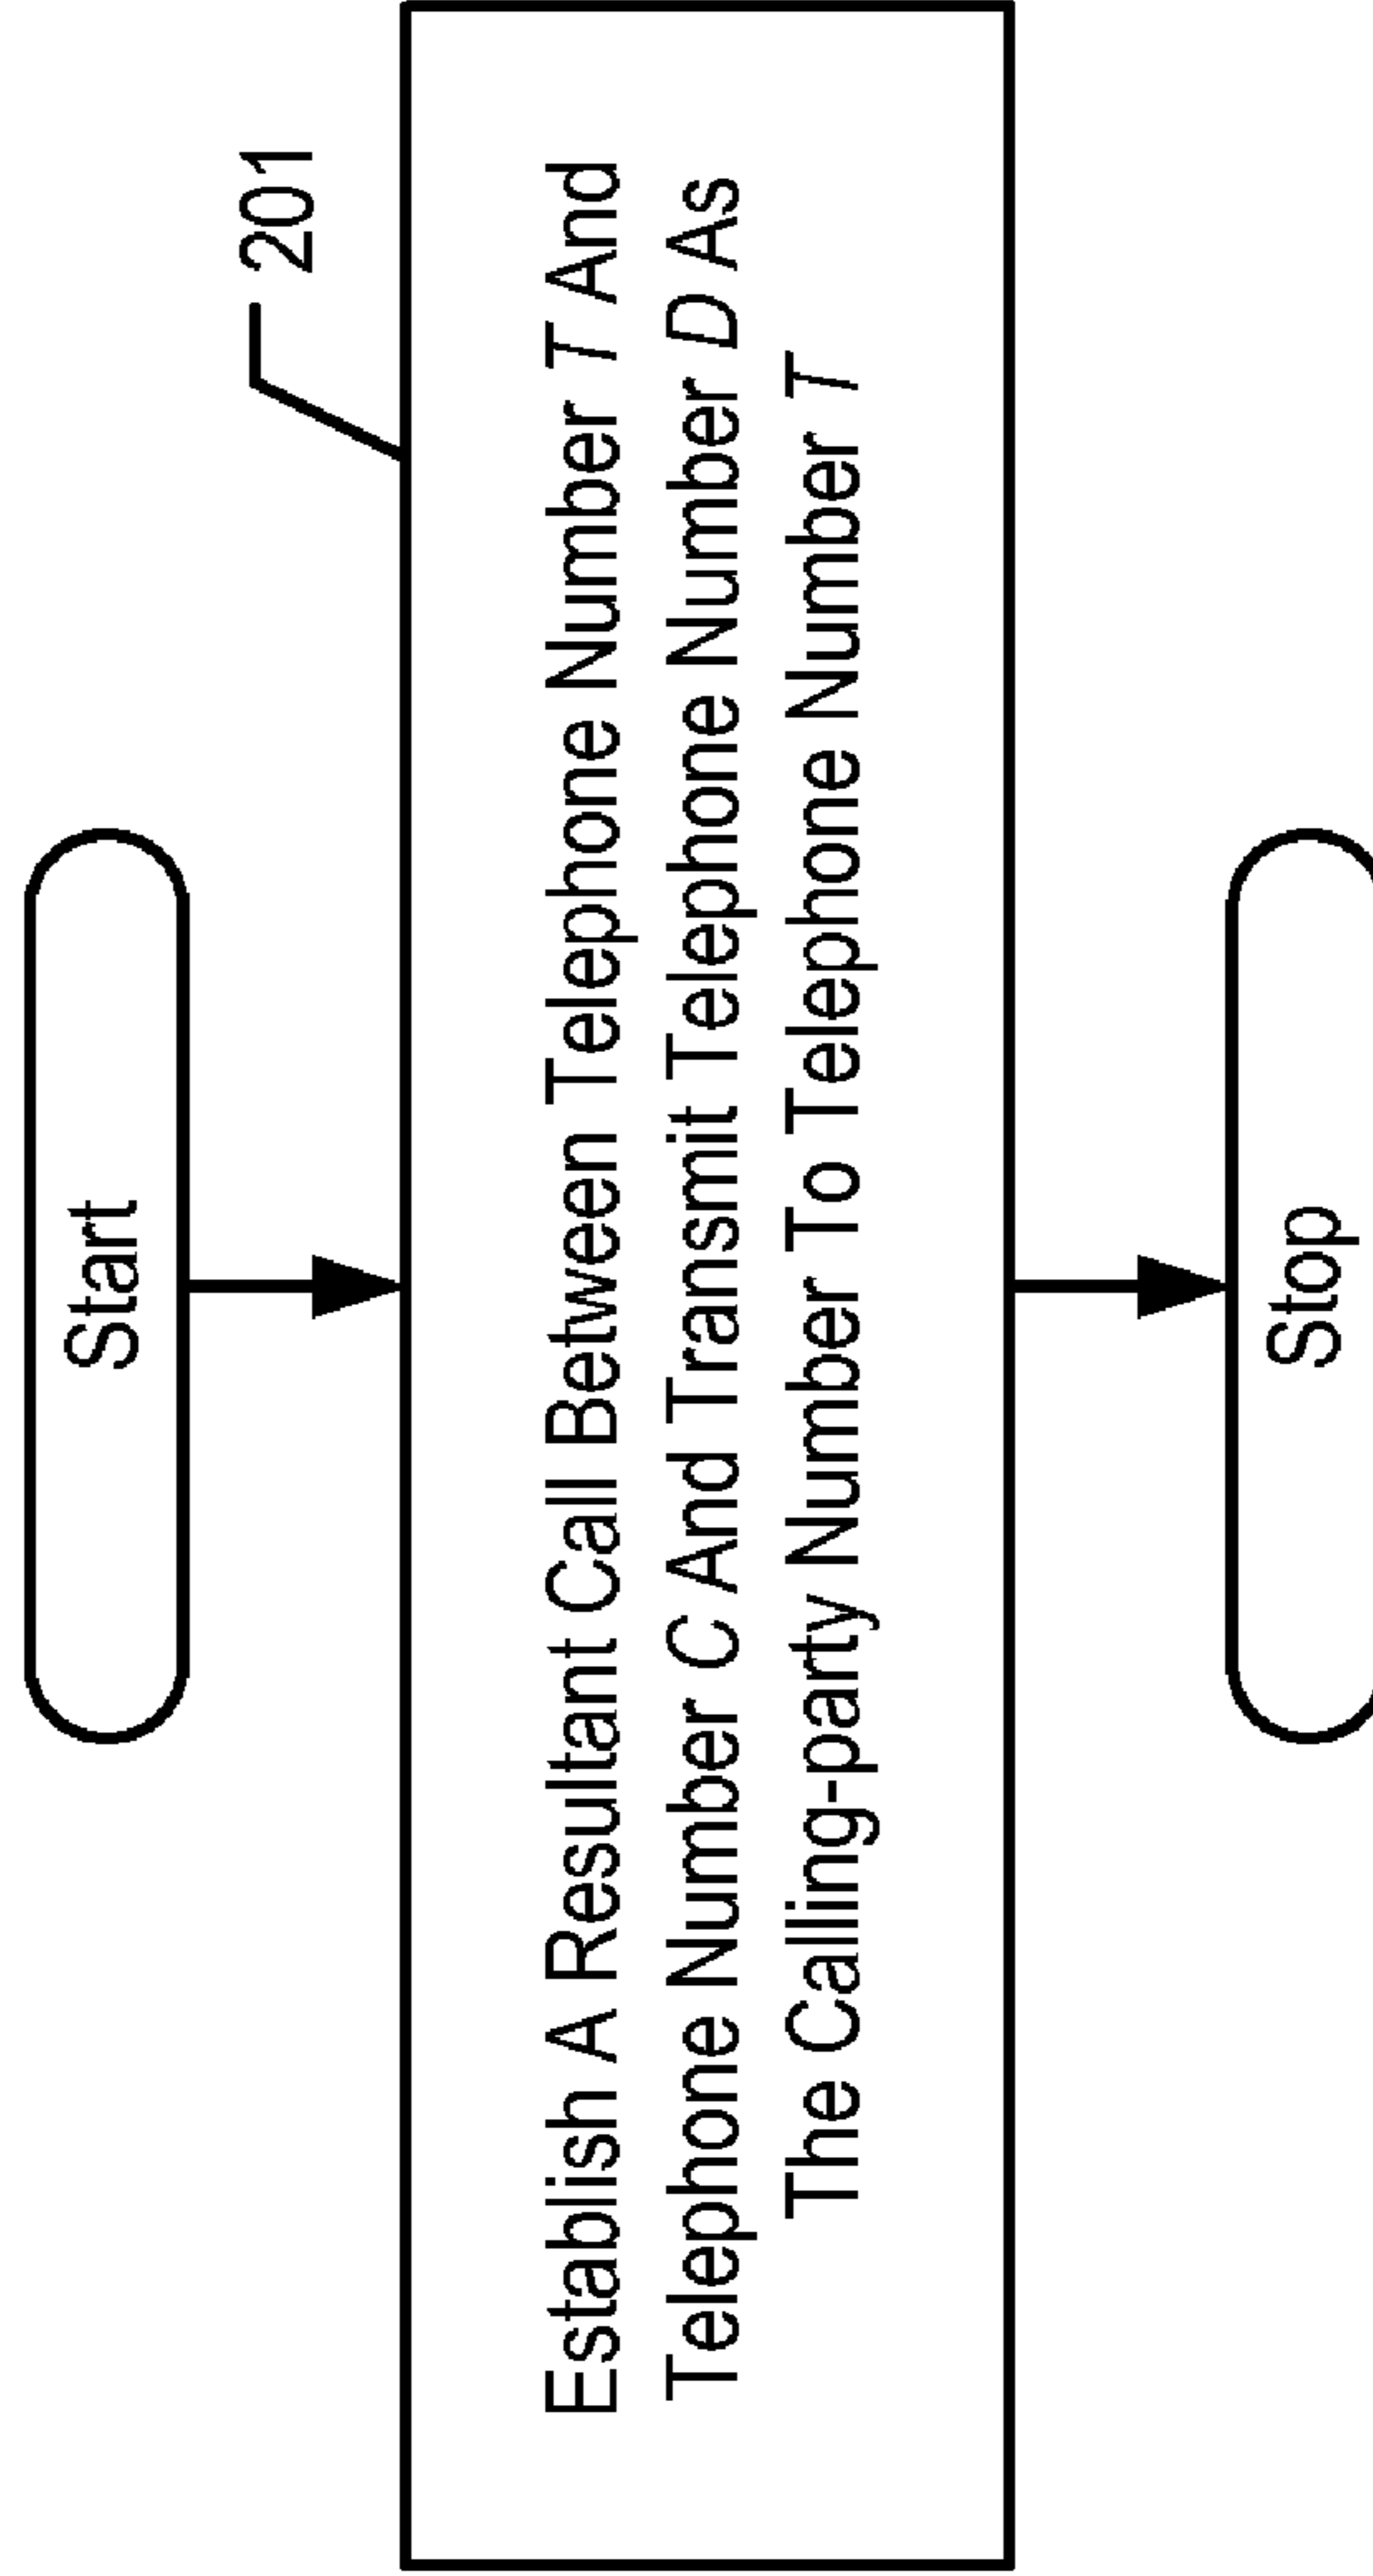 Start
201
Establish A Resultant Call Between Telephone Number T And
Telephone Number C And Transmit Telephone Number D As
The Calling-party Number To Telephone Number T
Stop